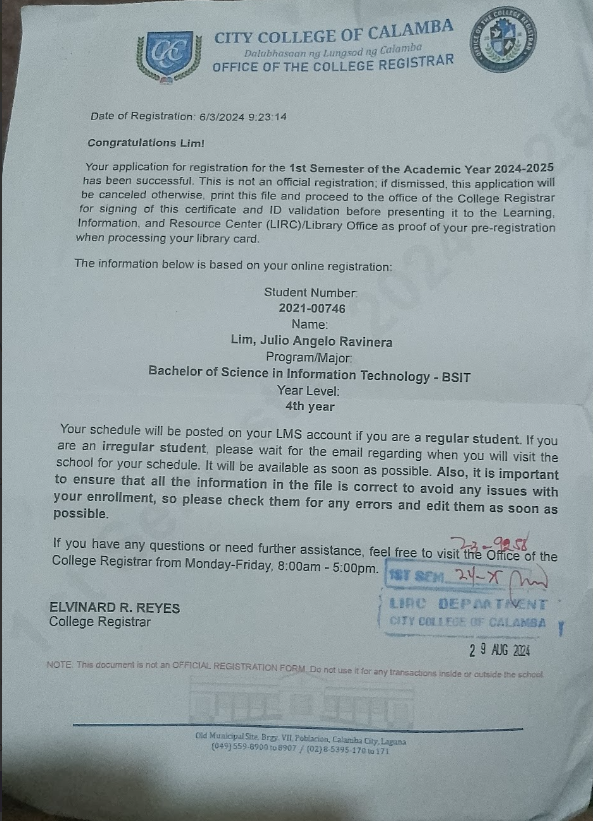 CITY COLLEGE OF CALAMBA
Dalubhasaan ng Lungsod ng Calamba
OFFICE OF THE COLLEGE REGISTRAR
Date of Registration: 6/3/2024 9:23:14
Congratulations Lim!
Your application for registration for the 1st Semester of the Academic Year 2024-2025
has been successful. This is not an official registration; if dismissed, this application will
be canceled otherwise, print this file and proceed to the office of the College Registrar
for signing of this certificate and ID validation before presenting it to the Learning,
Information, and Resource Center (LIRC)/Library Office as proof of your pre-registration
when processing your library card.
The information below is based on your online registration:
Student Number:
2021-00746
Name:
Lim, Julio Angelo Ravinera
Program/Major:
Bachelor of Science in Information Technology - BSIT
Year Level:
4th year
Your schedule will be posted on your LMS account if you are a regular student. If you
are an irregular student, please wait for the email regarding when you will visit the
school for your schedule. It will be available as soon as possible. Also, it is important
to ensure that all the information in the file is correct to avoid any issues with
your enrollment, so please check them for any errors and edit them as soon as
possible.
If you have any questions or need further assistance, feel free to visit the Office of the
College Registrar from Monday-Friday, 8:00am - 5:00pm.
1ST SEM.
LIRC DEPARTMENT
CITY COLLEGE OF CALAMBA
29 AUG 2024
ELVINARD R. REYES
College Registrar
NOTE: This document is not an OFFICIAL REGISTRATION FORM. Do not use it for any transactions inside or outside the school.
Old Municipal Site, Brgy. VII, Poblacion, Calamba City, Laguna
(049) 559-8900 to 8907 / (02) 8-5395-170 to 171